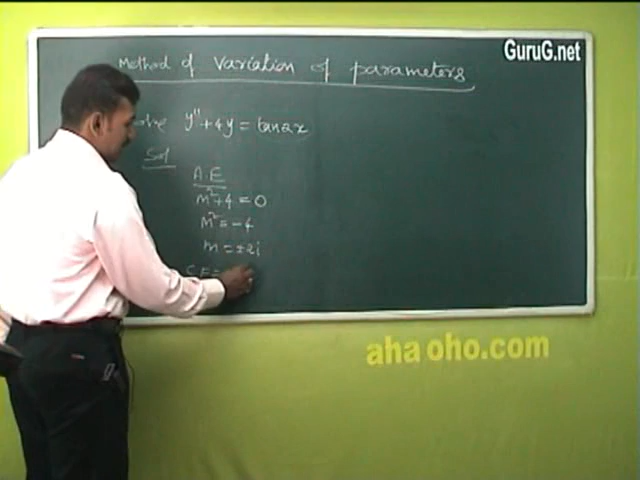 GuruG.net
Method of variation of parameters
y'' + 4y = tan2x
Sol
A.E
m² + 4 = 0
m² = -4
m = ±2i
C.F =
aha oho.com